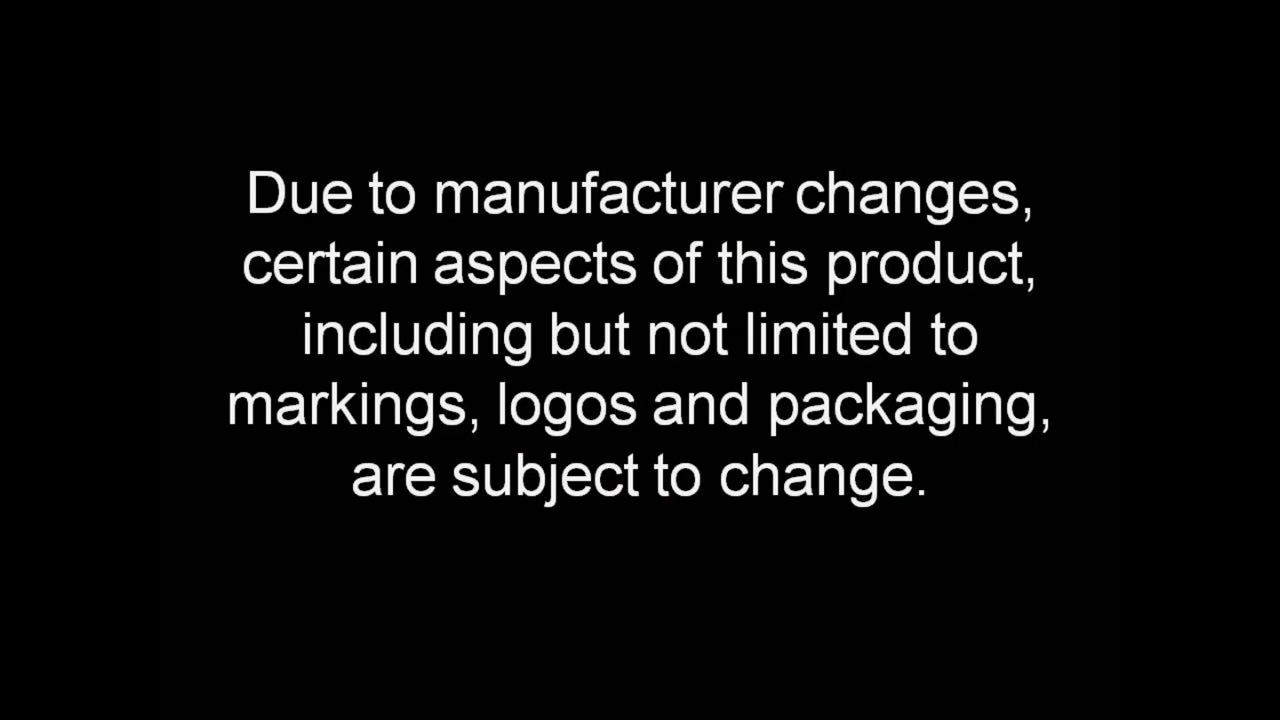 Due to manufacturer changes,
certain aspects of this product,
including but not limited to
markings, logos and packaging,
are subject to change.